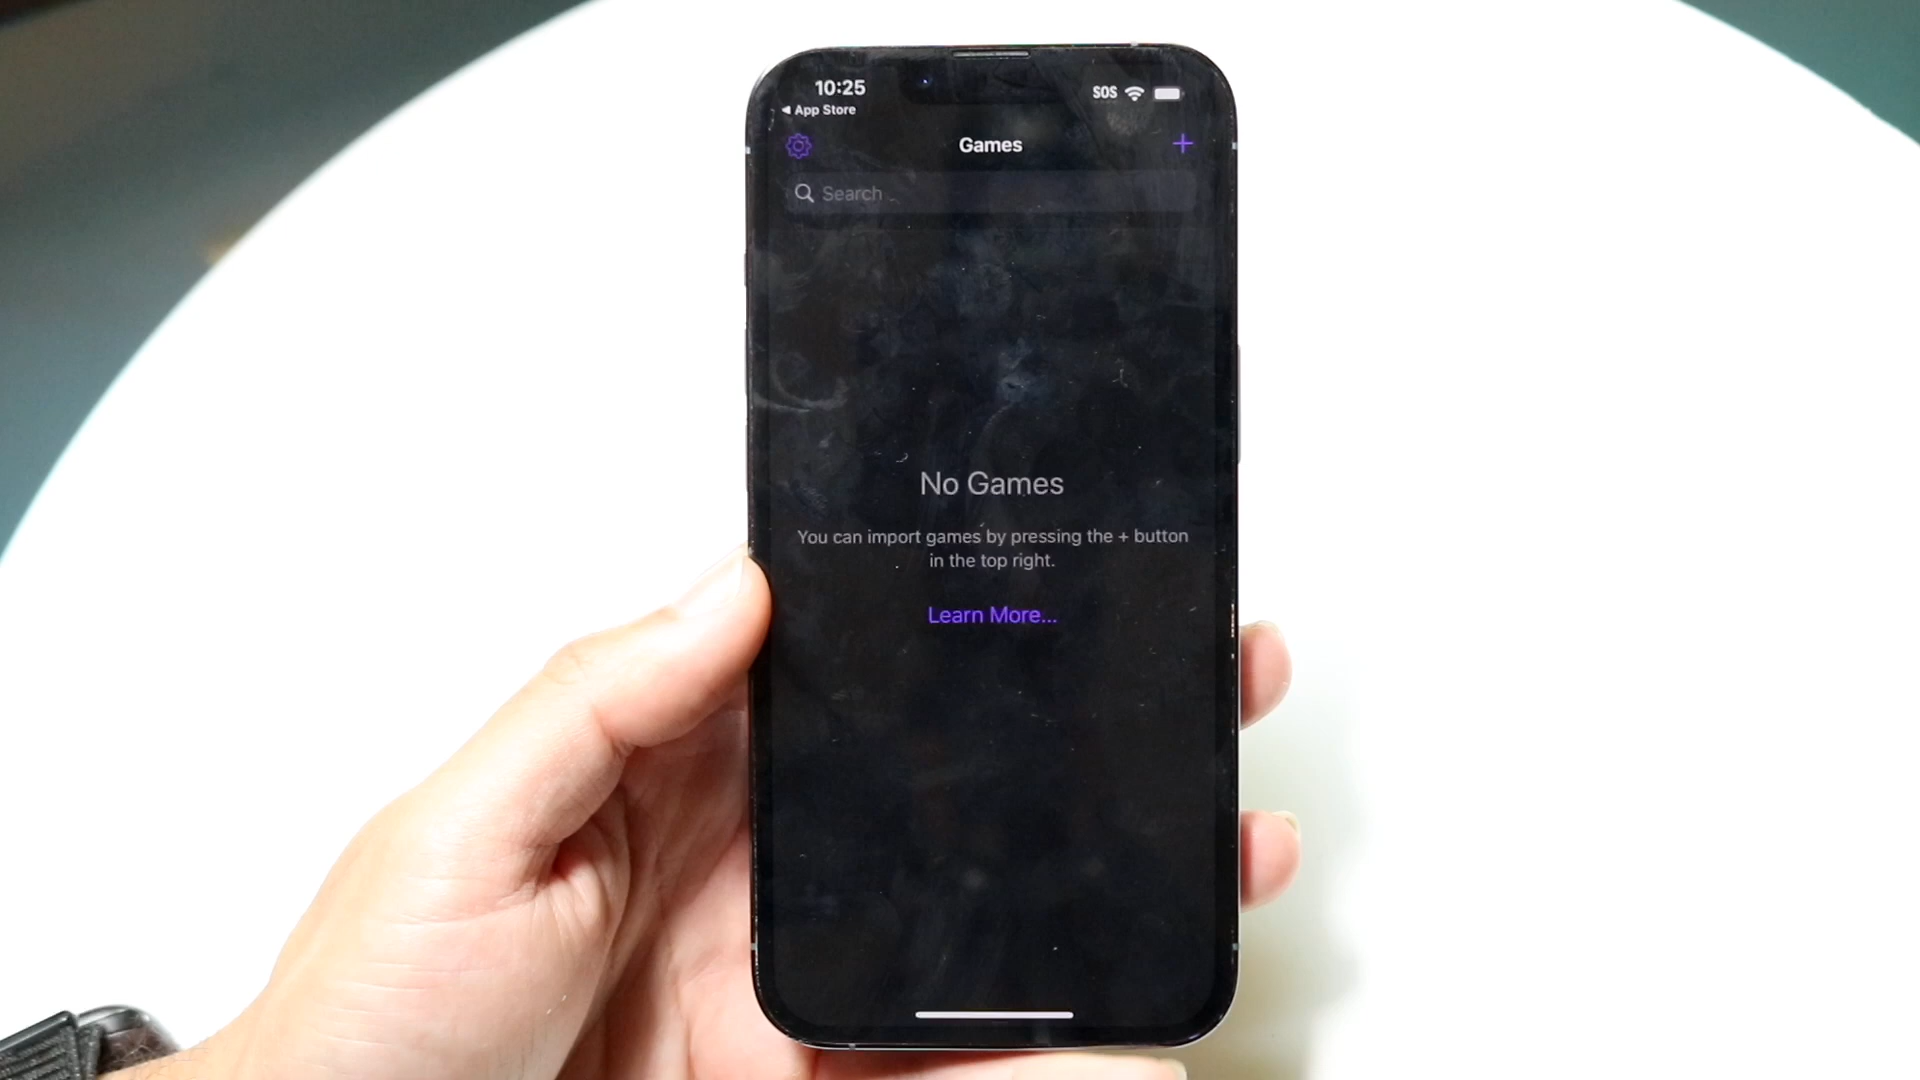 10:25
SOS
◀ App Store
Games
+
Search
No Games
You can import games by pressing the + button
in the top right.
Learn More...